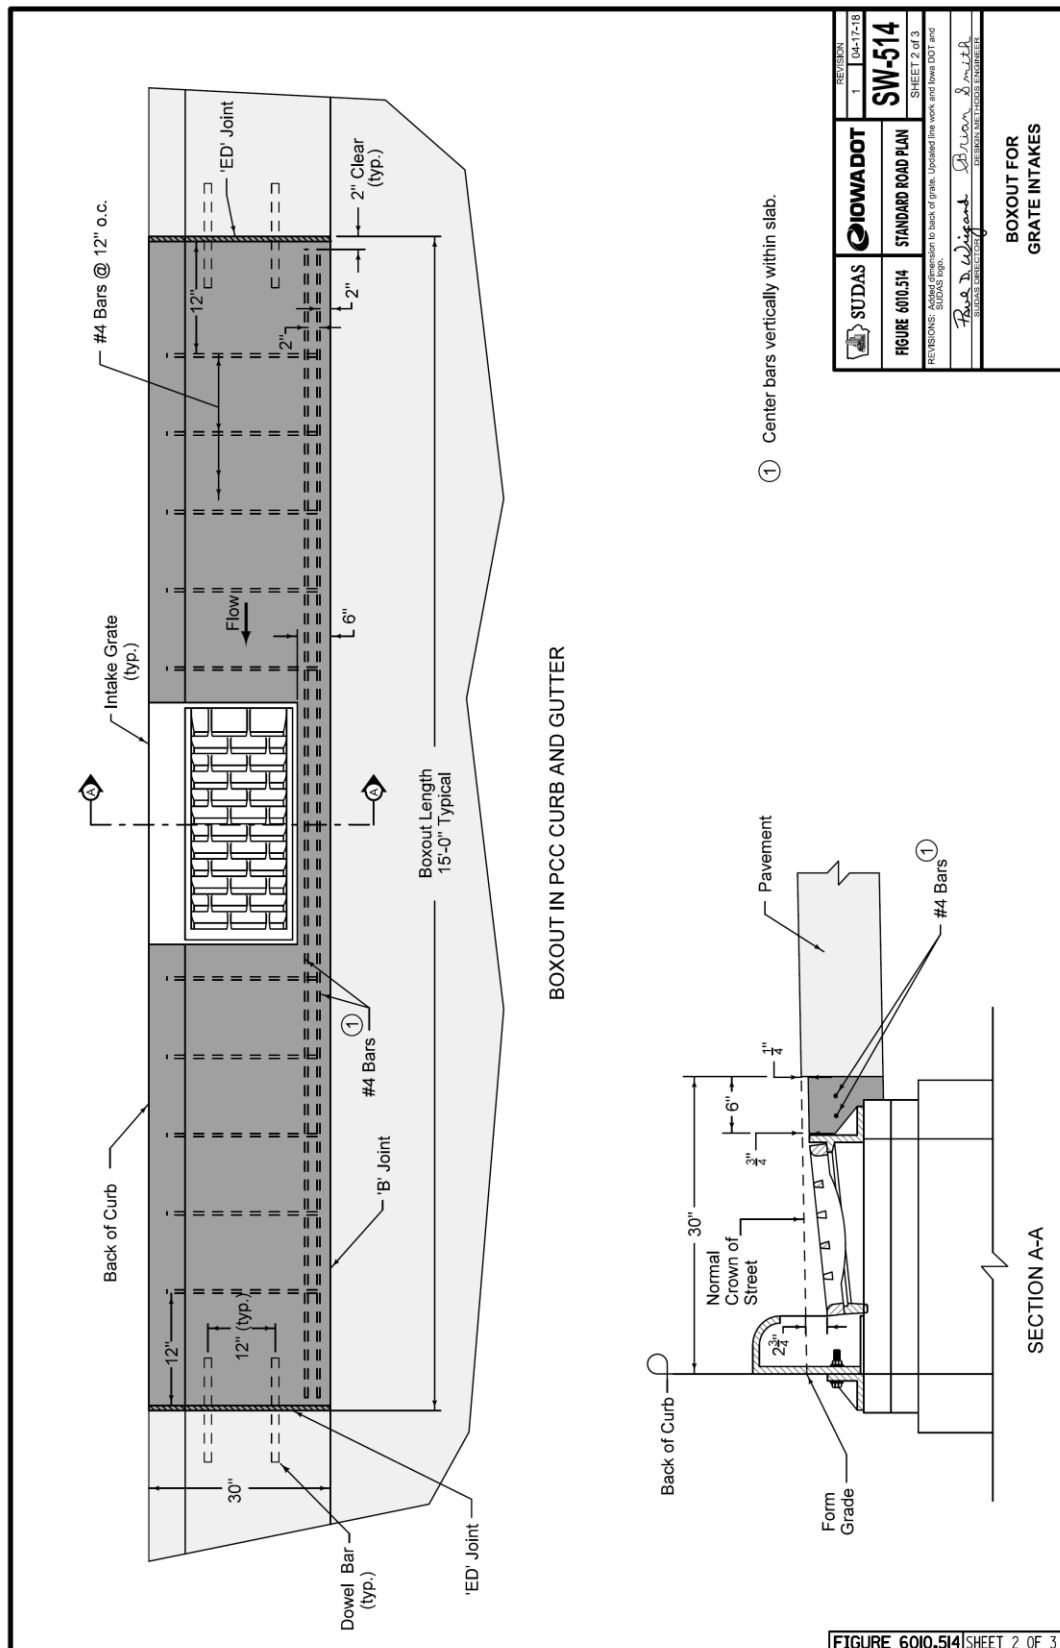 #4 Bars @ 12" o.c.
'ED' Joint
2" Clear
(typ.)
12"
2"
2"
Intake Grate
(typ.)
Flow
6"
A
A
Boxout Length
15'-0" Typical
Back of Curb
1
#4 Bars
'B' Joint
12"
12" (typ.)
30"
Dowel Bar
(typ.)
'ED' Joint
BOXOUT IN PCC CURB AND GUTTER
1 Center bars vertically within slab.
Pavement
#4 Bars
1
1/4"
6"
3/4"
30"
Normal
Crown of
Street
2 3/4"
Back of Curb
Form
Grade
SECTION A-A
SUDAS
IOWADOT
REVISION
1 04-17-18
SW-514
FIGURE 6010.514
STANDARD ROAD PLAN
SHEET 2 of 3
REVISIONS: Added dimension to back of grate. Updated line work and Iowa DOT and
SUDAS logo.
Paul D. Wiegand
Brian Smith
SUDAS DIRECTOR
DESIGN METHODS ENGINEER
BOXOUT FOR
GRATE INTAKES
FIGURE 6010.514 SHEET 2 OF 3